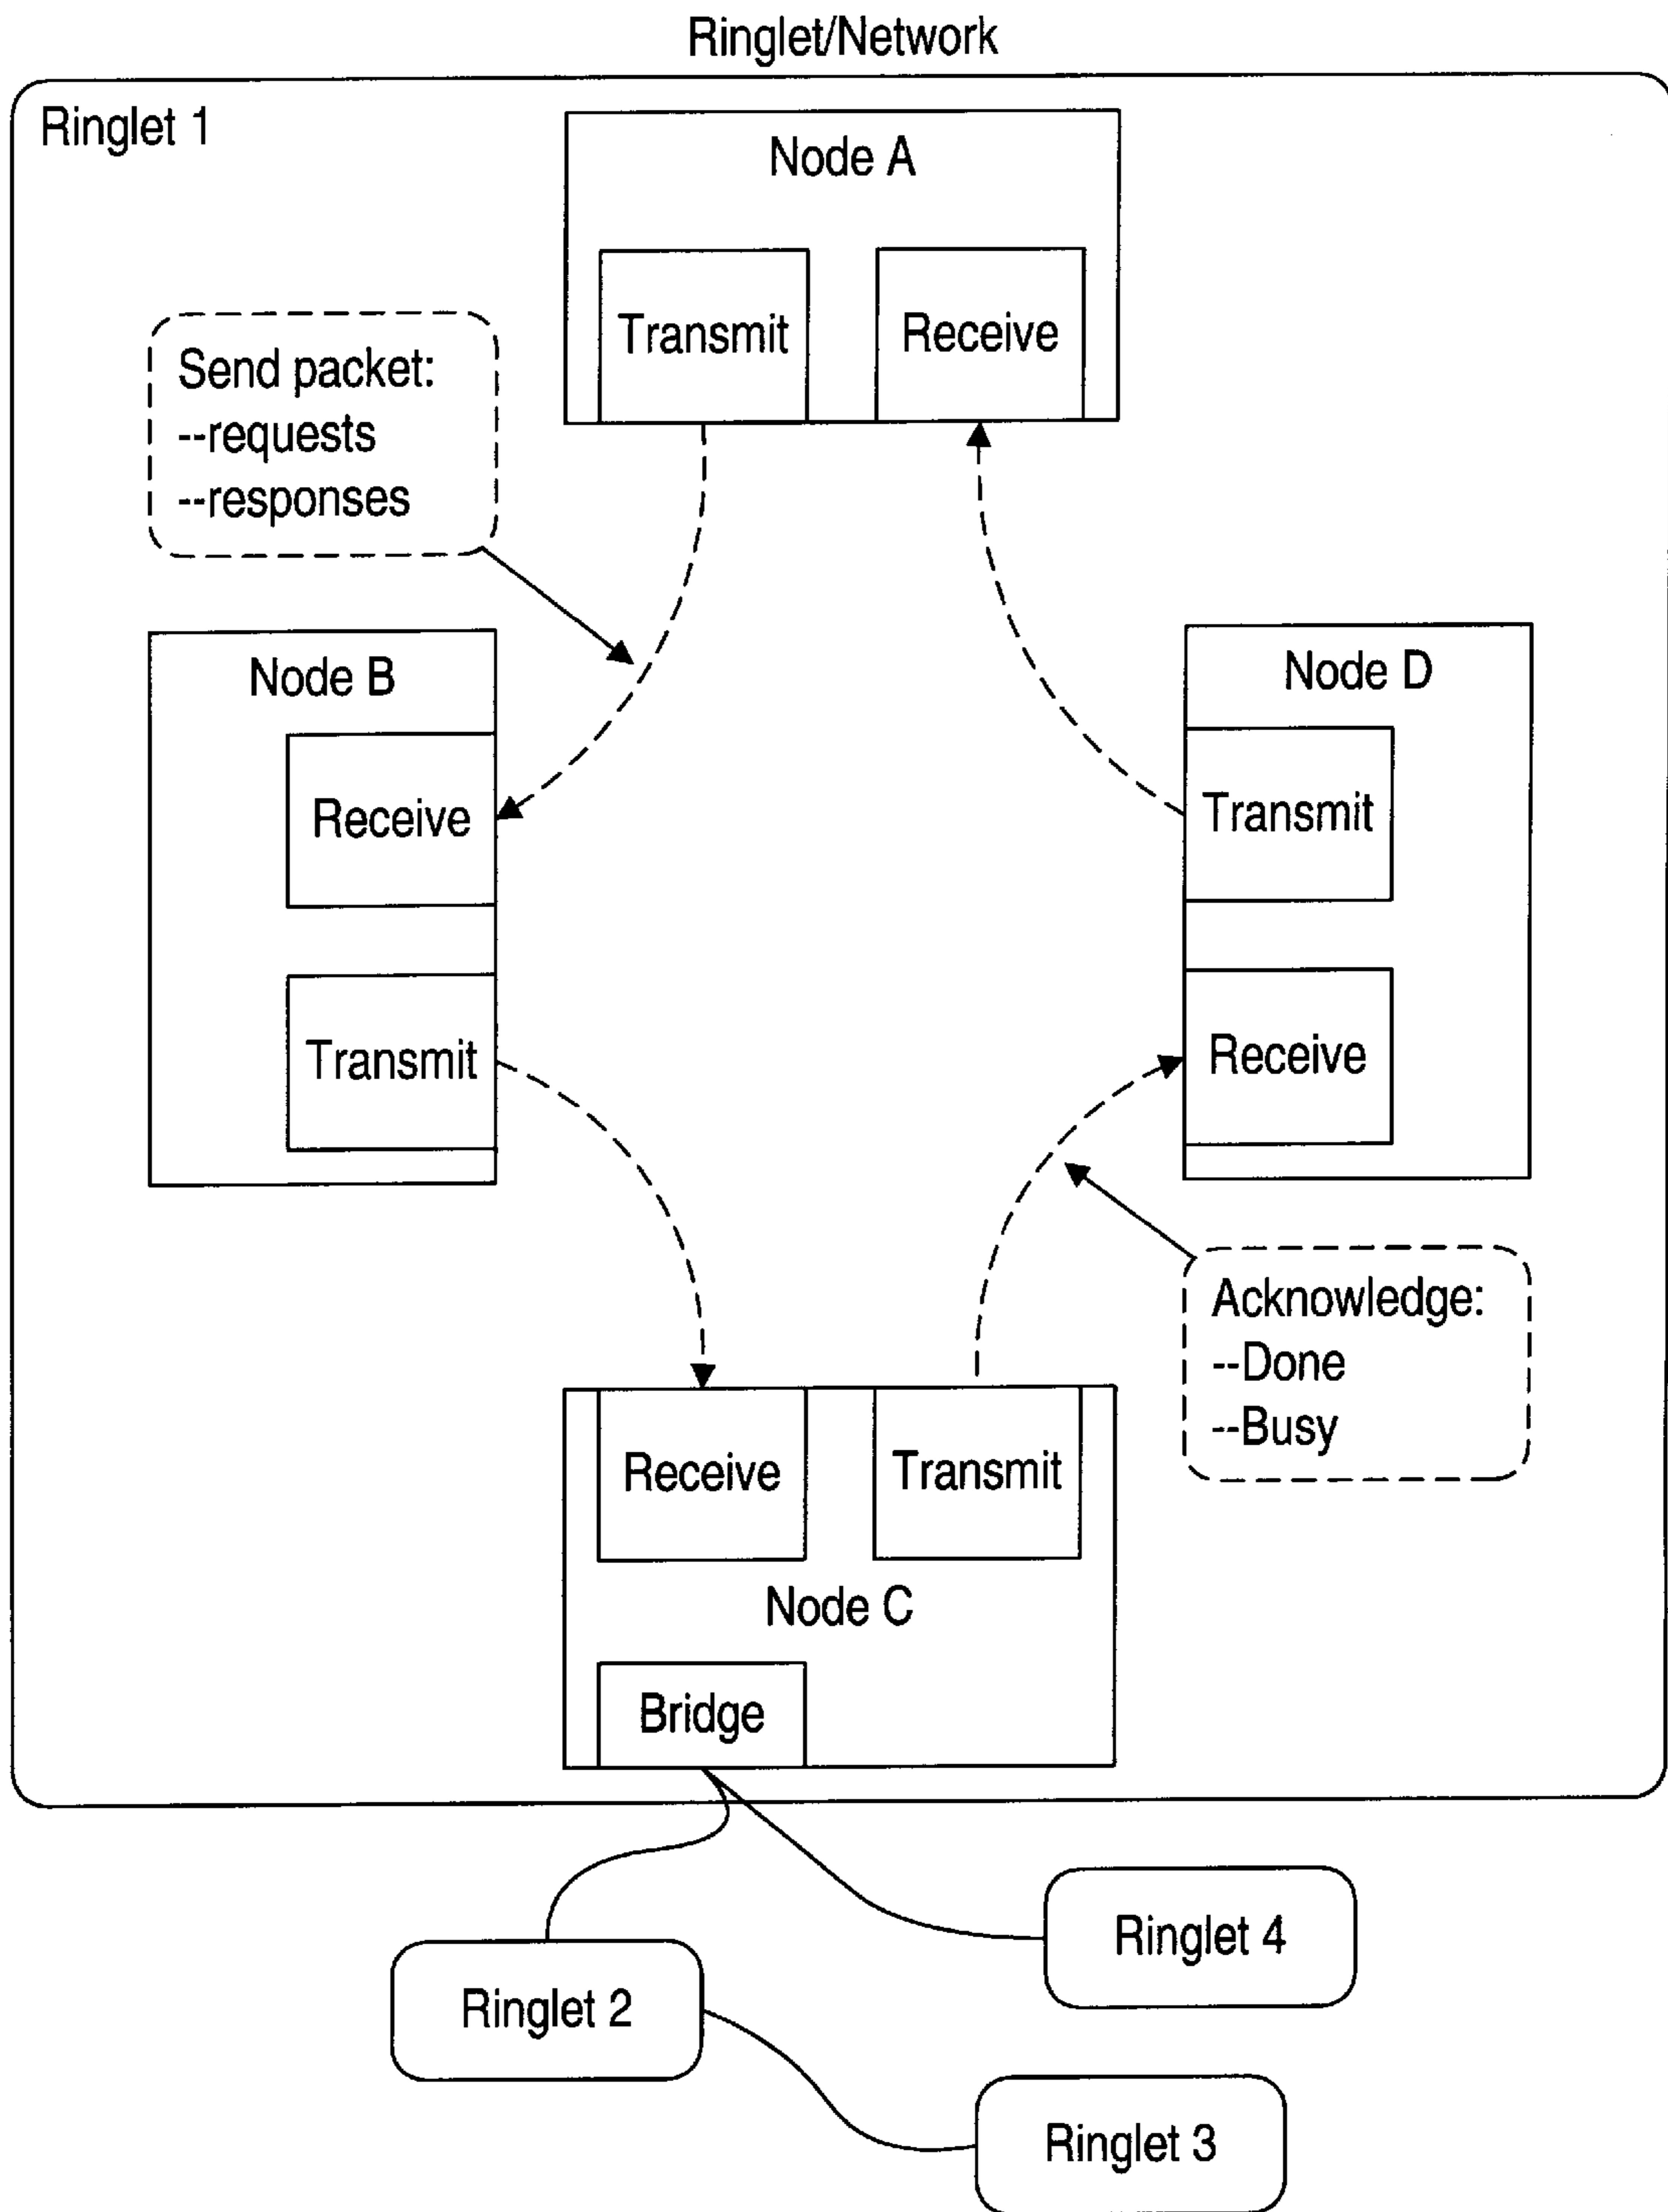 Ringlet/Network
Ringlet 1
Node A
Transmit
Receive
Send packet:
--requests
--responses
Node B
Receive
Transmit
Node D
Transmit
Receive
Acknowledge:
--Done
--Busy
Receive
Transmit
Node C
Bridge
Ringlet 4
Ringlet 2
Ringlet 3